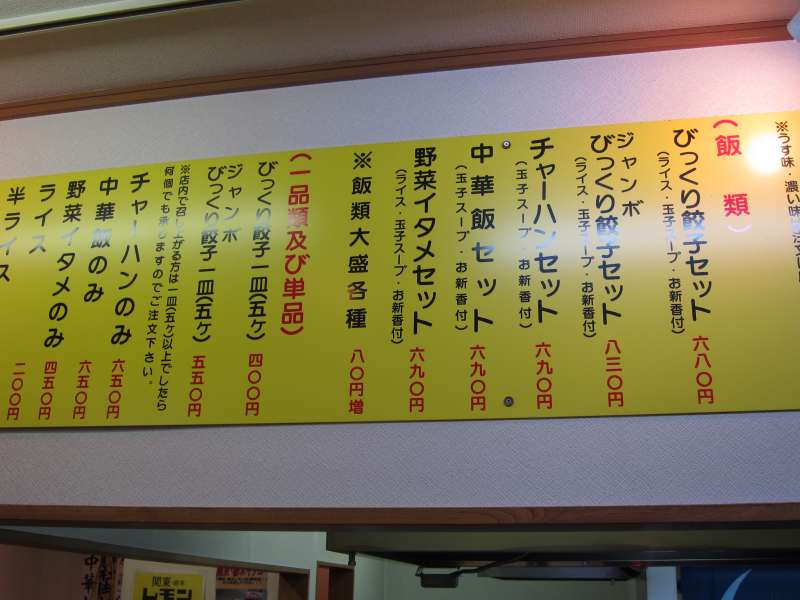 ※うす味・濃い味
（飯類）
びっくり餃子セット 六八〇円
（ライス・玉子スープ・お新香付）
ジャンボ
びっくり餃子セット 八三〇円
（ライス・玉子スープ・お新香付）
チャーハンセット 六九〇円
（玉子スープ・お新香付）
中華飯セット 六九〇円
（玉子スープ・お新香付）
野菜イタメセット 六九〇円
（ライス・玉子スープ・お新香付）
※飯類大盛各種 八〇円増
（一品類及び単品）
びっくり餃子一皿(五ヶ) 四〇〇円
ジャンボ
びっくり餃子一皿(五ヶ) 五五〇円
※店内で召し上がる方は一皿(五ヶ)以上でしたら
何個でも承りますのでご注文下さい。
チャーハンのみ 六五〇円
中華飯のみ 六五〇円
野菜イタメのみ 四五〇円
ライス 二〇〇円
半ライス
中華
関東
レモン